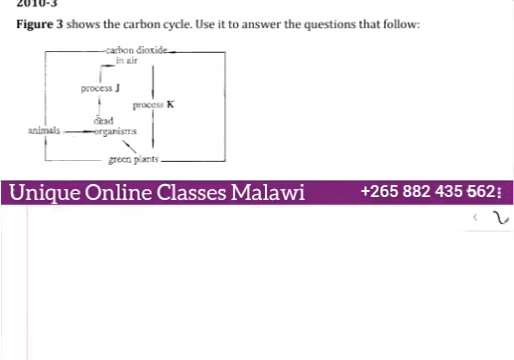 2010-3
Figure 3 shows the carbon cycle. Use it to answer the questions that follow:
carbon dioxide
in air
process J
process K
dead
animals
organisms
green plants
Unique Online Classes Malawi
+265 882 435 562